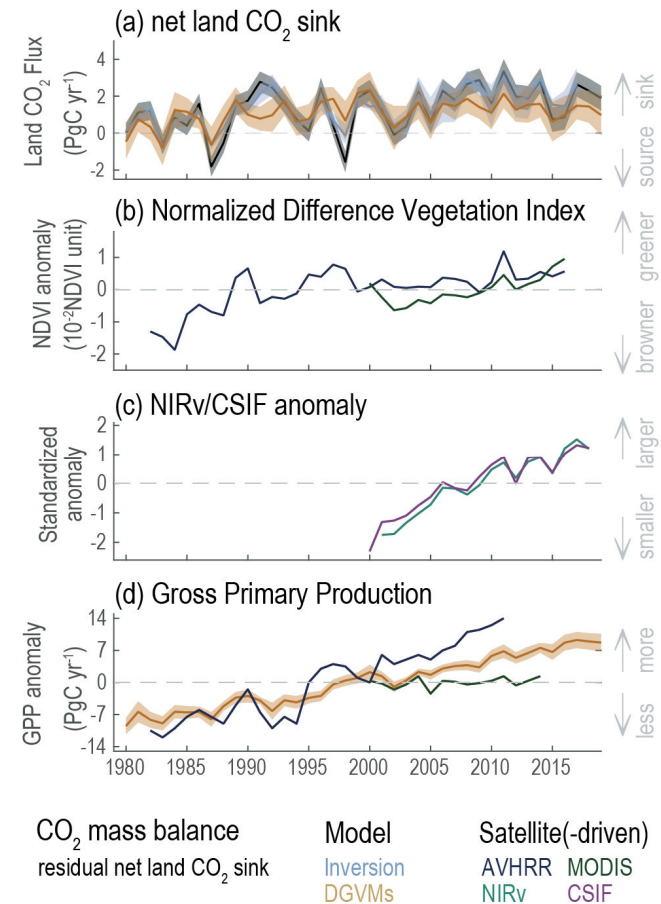 (a) net land CO₂ sink
Land CO₂ Flux
(PgC yr⁻¹)
4
2
0
-2
sink
source
(b) Normalized Difference Vegetation Index
NDVI anomaly
(10⁻²NDVI unit)
1
0
-1
-2
greener
browner
(c) NIRv/CSIF anomaly
Standardized
anomaly
2
1
0
-1
-2
larger
smaller
(d) Gross Primary Production
GPP anomaly
(PgC yr⁻¹)
14
7
0
-7
-14
more
less
1980 1985 1990 1995 2000 2005 2010 2015
CO₂ mass balance Model Satellite(-driven)
residual net land CO₂ sink Inversion AVHRR MODIS
DGVMs NIRv CSIF